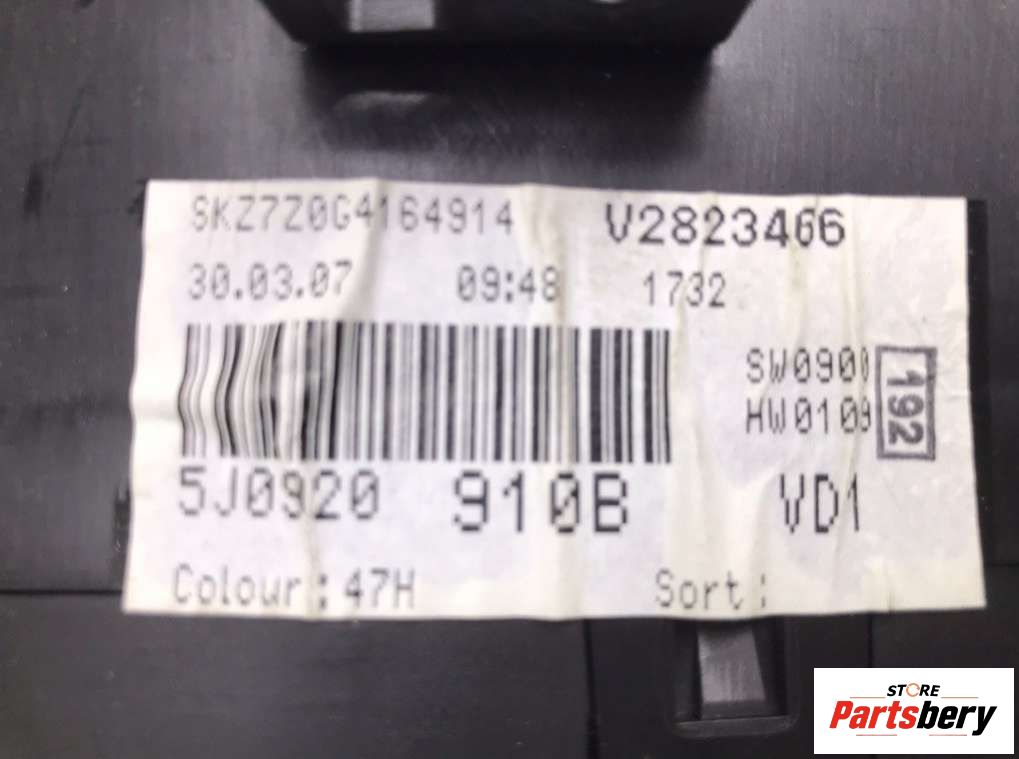 SKZ7Z0G4164914 V2823466
30.03.07 09:48 1732
SW0900
HW0109
192
5J0920 910B VD1
Colour: 47H Sort:
STORE
Partsbery